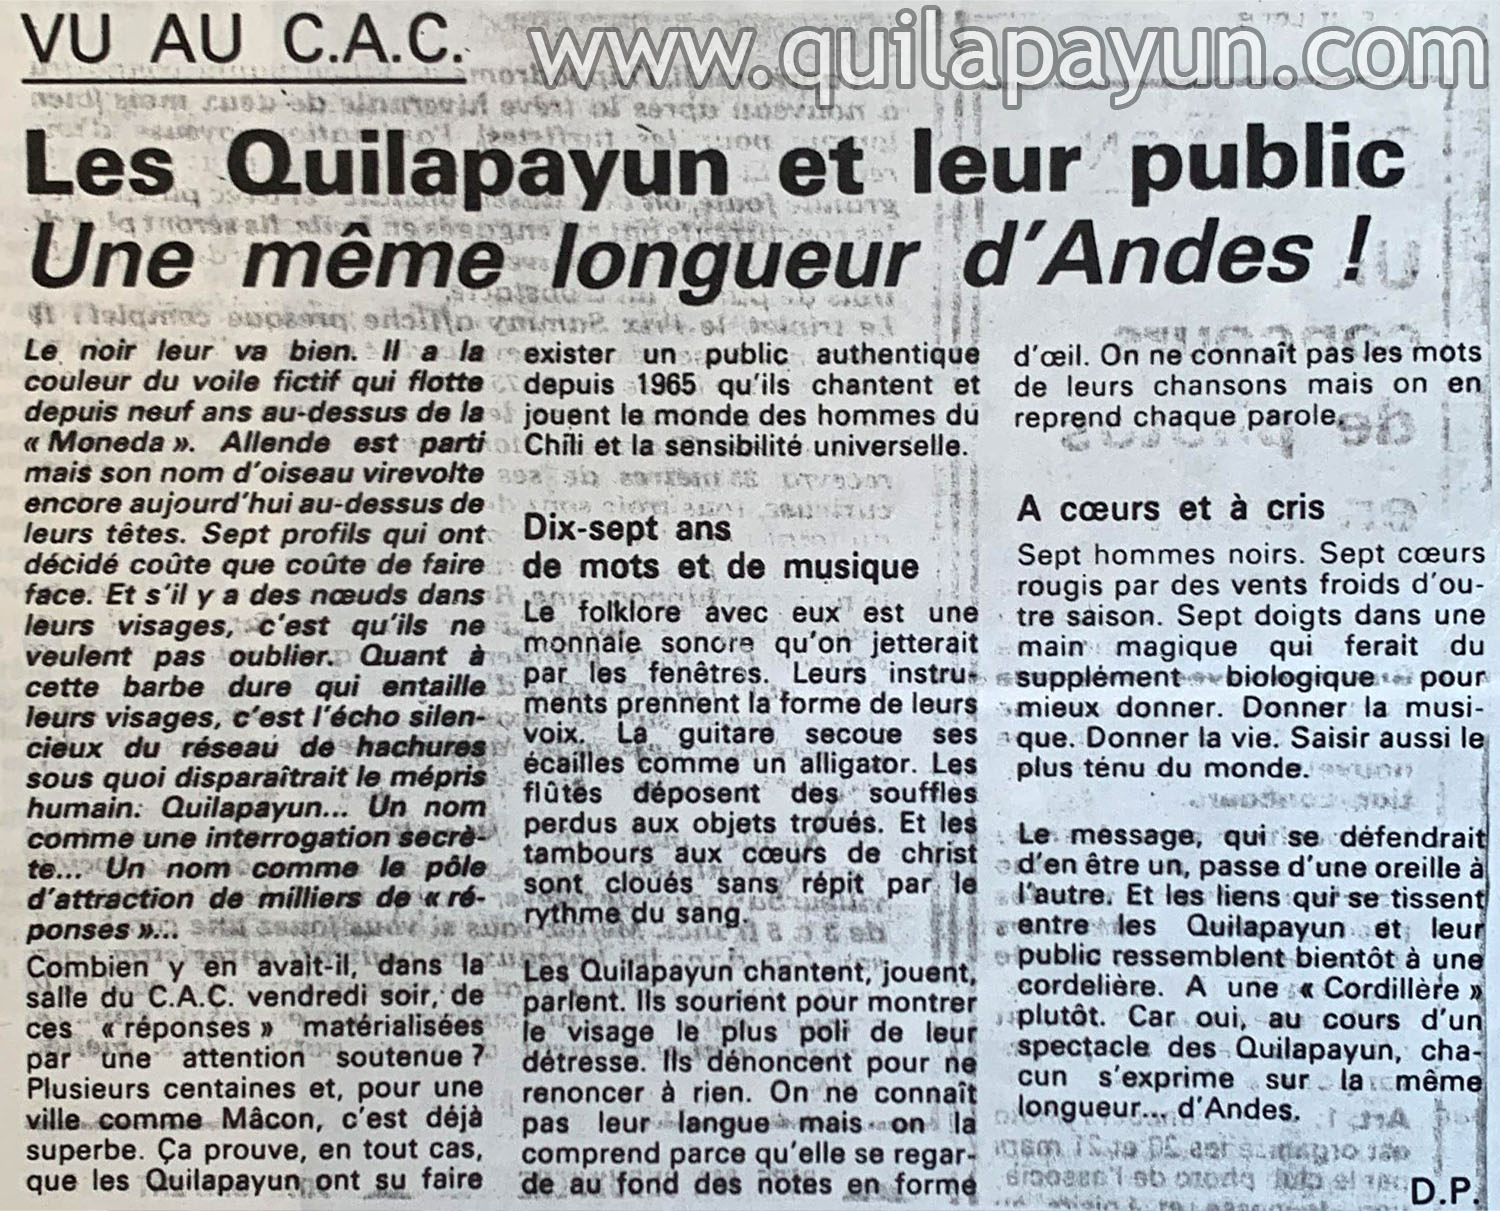 VU AU C.A.C.
www.quilapayun.com
Les Quilapayun et leur public
Une même longueur d'Andes !
Le noir leur va bien. Il a la
couleur du voile fictif qui flotte
depuis neuf ans au-dessus de la
« Moneda ». Allende est parti
mais son nom d'oiseau virevolte
encore aujourd'hui au-dessus de
leurs têtes. Sept profils qui ont
décidé coûte que coûte de faire
face. Et s'il y a des nœuds dans
leurs visages, c'est qu'ils ne
veulent pas oublier. Quant à
cette barbe dure qui entaille
leurs visages, c'est l'écho silen-
cieux du réseau de hachures
sous quoi disparaîtrait le mépris
humain. Quilapayun... Un nom
comme une interrogation secrè-
te... Un nom comme le pôle
d'attraction de milliers de « ré-
ponses »...
Combien y en avait-il, dans la
salle du C.A.C. vendredi soir, de
ces « réponses » matérialisées
par une attention soutenue ?
Plusieurs centaines et, pour une
ville comme Mâcon, c'est déjà
superbe. Ça prouve, en tout cas,
que les Quilapayun ont su faire
exister un public authentique
depuis 1965 qu'ils chantent et
jouent le monde des hommes du
Chili et la sensibilité universelle.
Dix-sept ans
de mots et de musique
Le folklore avec eux est une
monnaie sonore qu'on jetterait
par les fenêtres. Leurs instru-
ments prennent la forme de leurs
voix. La guitare secoue ses
écailles comme un alligator. Les
flûtes déposent des souffles
perdus aux objets troués. Et les
tambours aux cœurs de christ
sont cloués sans répit par le
rythme du sang.
Les Quilapayun chantent, jouent,
parlent. Ils sourient pour montrer
le visage le plus poli de leur
détresse. Ils dénoncent pour ne
renoncer à rien. On ne connaît
pas leur langue mais on la
comprend parce qu'elle se regar-
de au fond des notes en forme
d'œil. On ne connaît pas les mots
de leurs chansons mais on en
reprend chaque parole.
A cœurs et à cris
Sept hommes noirs. Sept cœurs
rougis par des vents froids d'ou-
tre saison. Sept doigts dans une
main magique qui ferait du
supplément biologique pour
mieux donner. Donner la musi-
que. Donner la vie. Saisir aussi le
plus ténu du monde.
Le message, qui se défendrait
d'en être un, passe d'une oreille à
l'autre. Et les liens qui se tissent
entre les Quilapayun et leur
public ressemblent bientôt à une
cordelière. A une « Cordillère »
plutôt. Car oui, au cours d'un
spectacle des Quilapayun, cha-
cun s'exprime sur la même
longueur... d'Andes.
D.P.